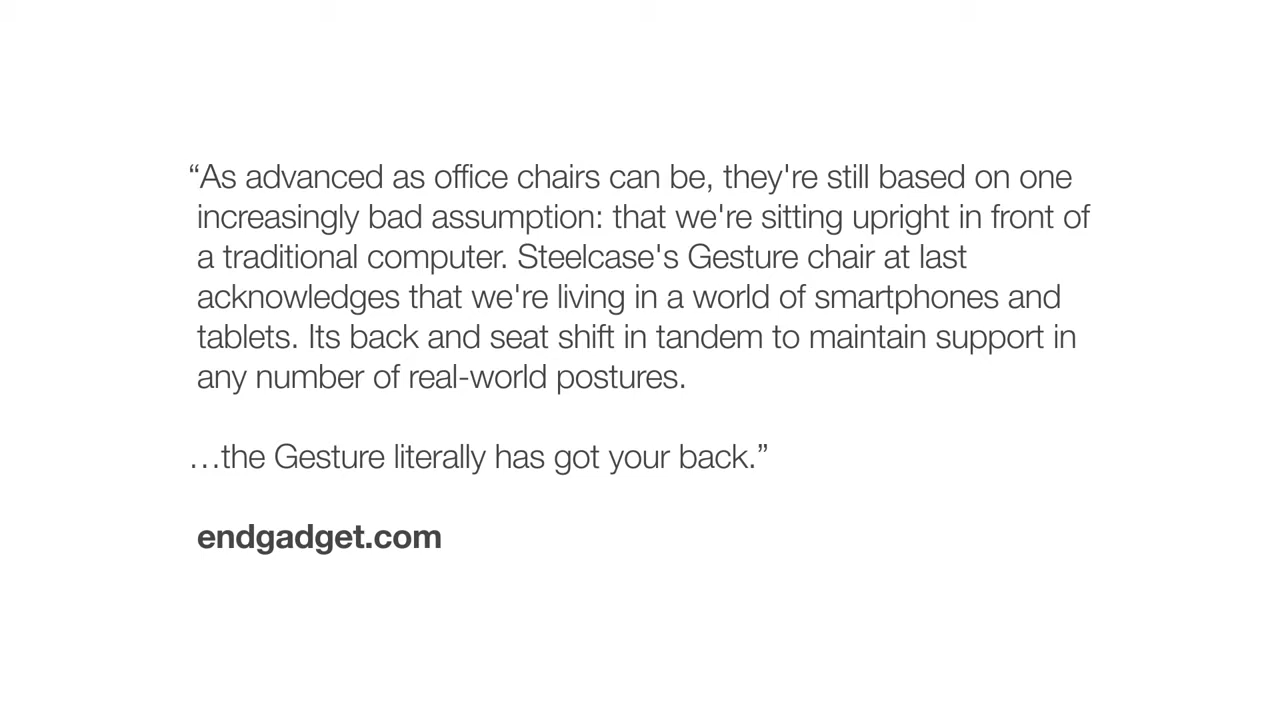 “As advanced as office chairs can be, they're still based on one
increasingly bad assumption: that we're sitting upright in front of
a traditional computer. Steelcase's Gesture chair at last
acknowledges that we're living in a world of smartphones and
tablets. Its back and seat shift in tandem to maintain support in
any number of real-world postures.
…the Gesture literally has got your back.”
endgadget.com